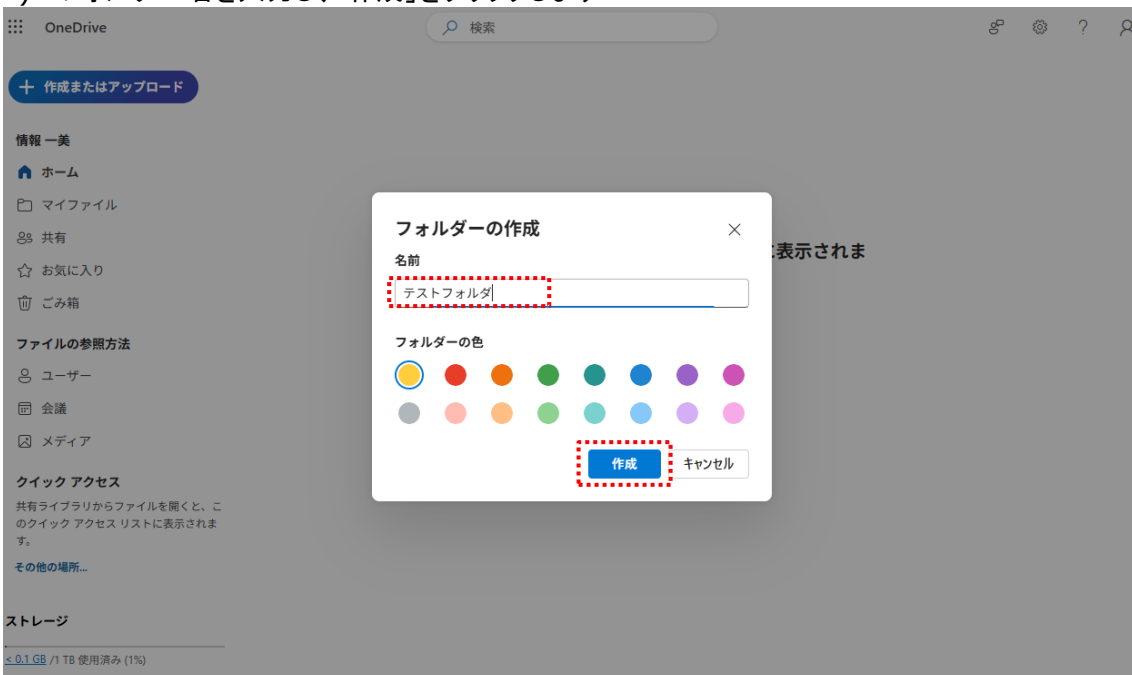 OneDrive
検索
作成またはアップロード
情報 一美
ホーム
マイファイル
共有
お気に入り
ごみ箱
ファイルの参照方法
ユーザー
会議
メディア
クイック アクセス
共有ライブラリからファイルを開くと、こ
のクイック アクセス リストに表示されま
す。
その他の場所...
ストレージ
< 0.1 GB /1 TB 使用済み (1%)
フォルダーの作成
名前
テストフォルダ
フォルダーの色
作成
キャンセル
表示されま